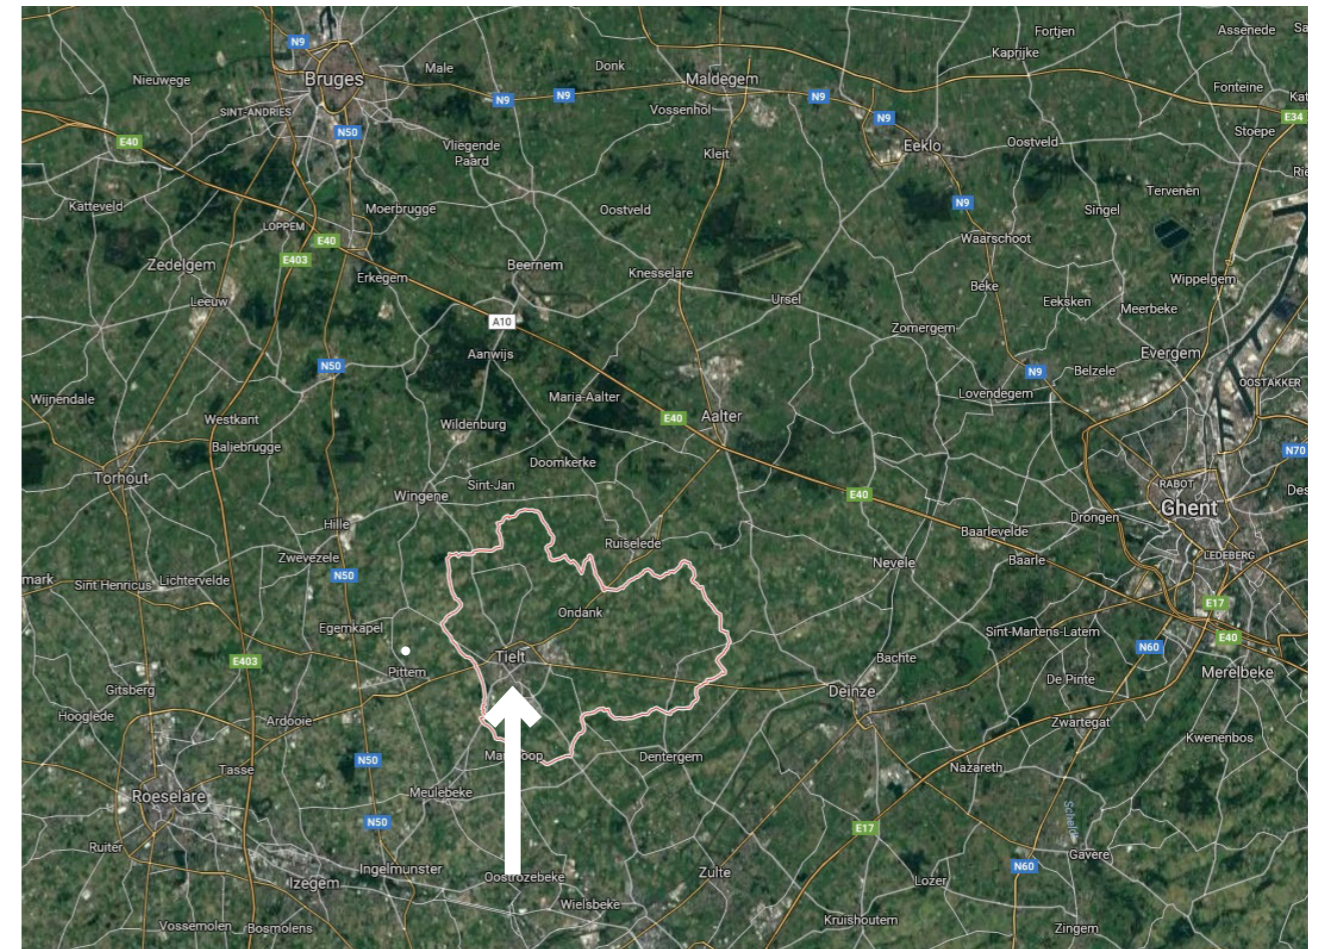 Fortjen
Assenede
Sa
N9
Kaprijke
Bruges
Male
Donk
Maldegem
Nieuwege
Fonteine
Kat
N9
N9
N9
SINT-ANDRIES
Vossenhol
N9
E34
N50
Stoepe
E40
Vliegende
Paard
Kleit
Eeklo
Oostveld
Tervenen
Katteveld
Moerbrugge
Oostveld
N9
Singel
LOPPEM
E40
Waarschoot
E403
Zedelgem
Beernem
Knesselare
Erkegem
Wippelgem
Beke
Leeuw
Ursel
Eeksken
Meerbeke
A10
Zomergem
Aanwijs
Evergem
N50
N9
Belzele
OOSTAKKER
Wijnendale
Maria-Aalter
Lovendegem
Westkant
E40
Aalter
Wildenburg
Baliebrugge
N70
Doomkerke
Torhout
Sint-Jan
RABOT
Des
Wingene
E40
Ghent
Drongen
Hille
Baarlevelde
Ruiselede
Zwevezele
LEDEBERG
Nevele
Baarle
mark
Sint Henricus
Lichtervelde
N50
E17
Ondank
Egemkapel
Sint-Martens-Latem
E40
N60
Tielt
Bachte
E403
Pittem
Merelbeke
De Pinte
Gitsberg
Deinze
Hooglede
Ardooie
Zwartegat
Kwenenbos
Dentergem
N50
Tasse
Nazareth
Meulebeke
Roeselare
Scheld
N50
E17
Ruiter
Gavere
Ingelmunster
N60
Izegem
Oostrozebeke
Zulte
Lozer
Wielsbeke
Kruishoutem
Vossemolen
Bosmolens
Zingem